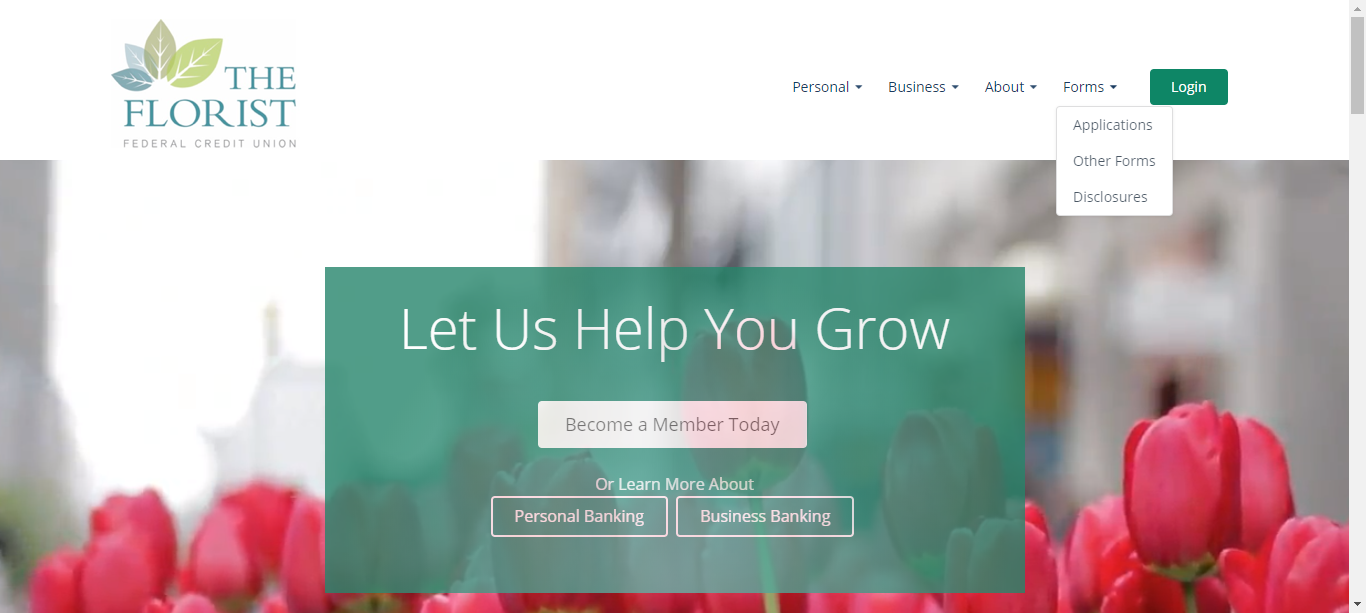 THE
FLORIST
FEDERAL CREDIT UNION
Personal
Business
About
Forms
Login
Applications
Other Forms
Disclosures
Let Us Help You Grow
Become a Member Today
Or Learn More About
Personal Banking
Business Banking